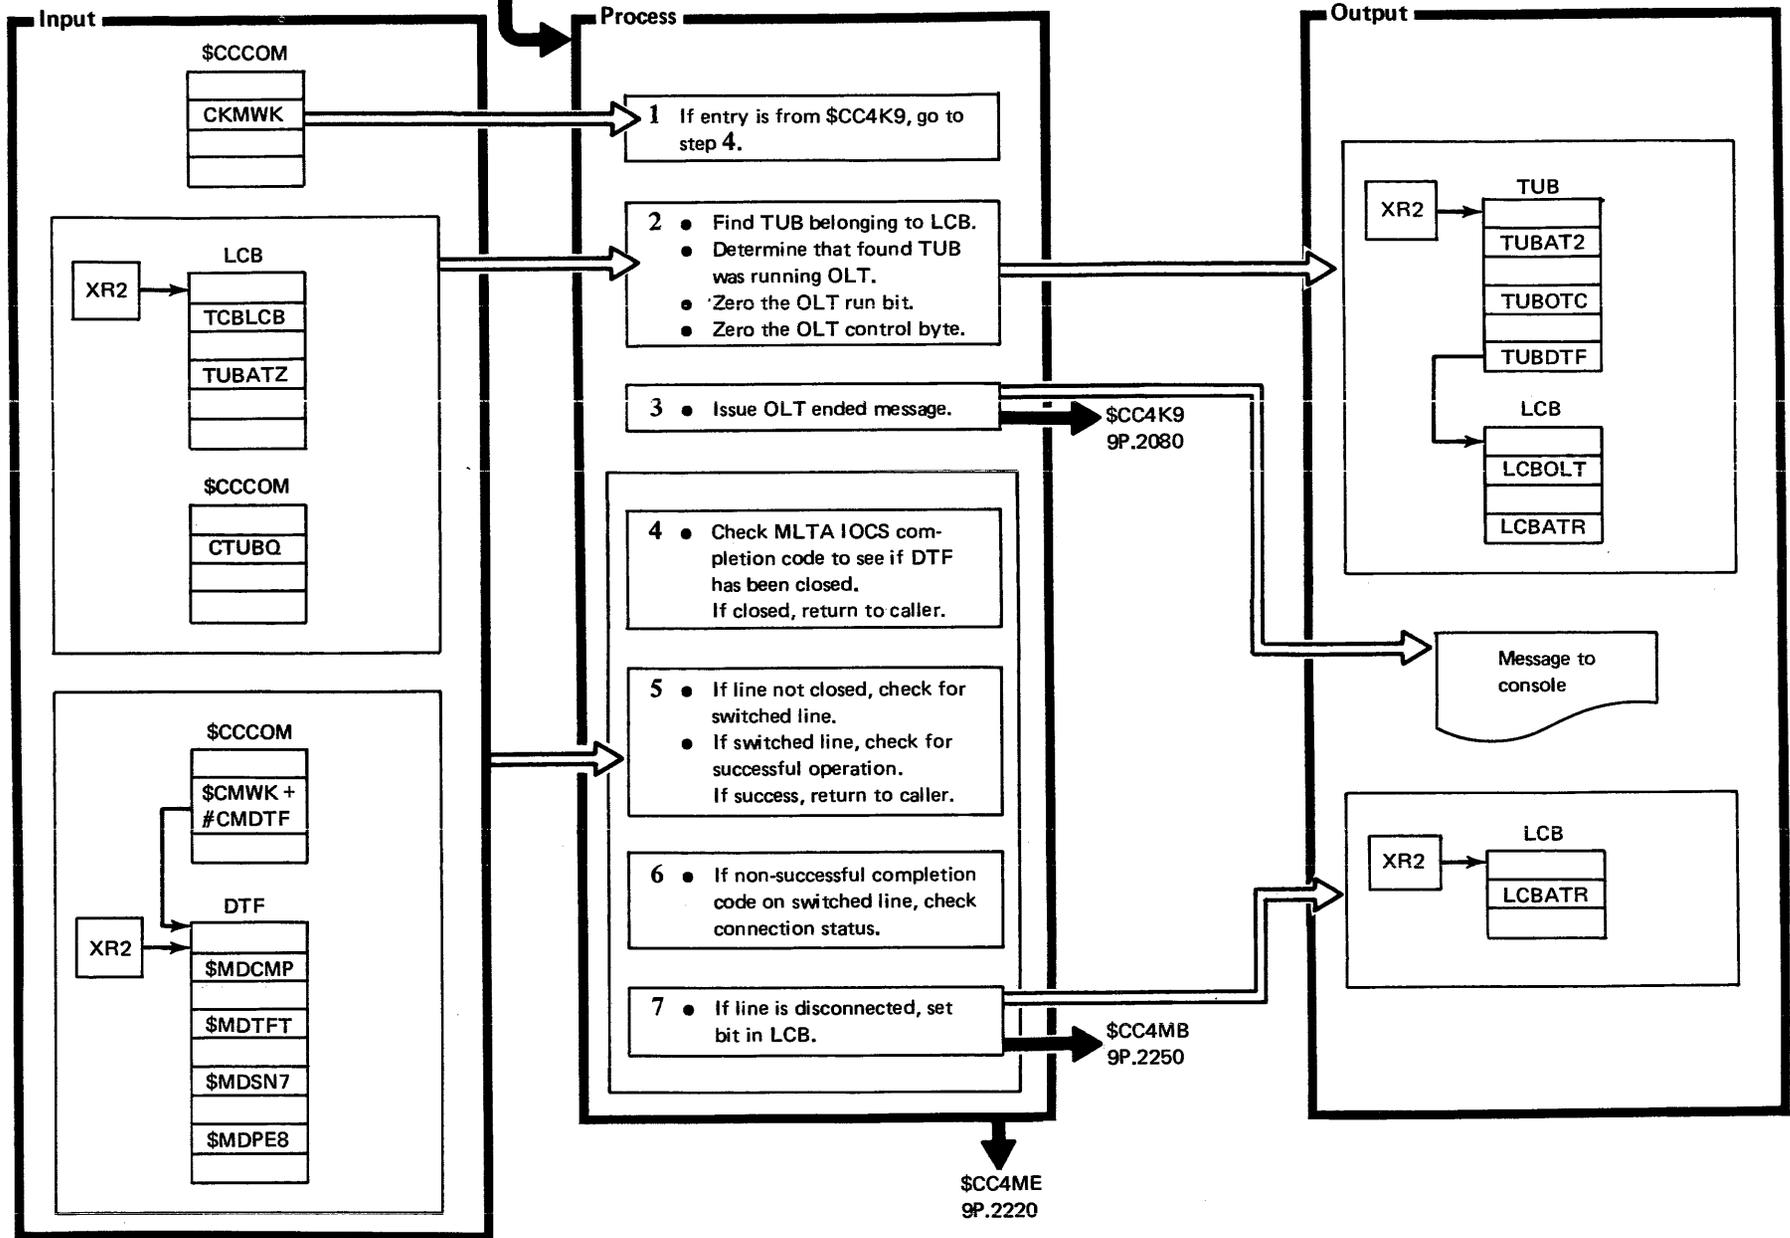 Input
$CCCOM
CKMWK
LCB
XR2
TCBLCB
TUBATZ
$CCCOM
CTUBQ
$CCCOM
$CMWK +
#CMDTF
DTF
XR2
$MDCMP
$MDTFT
$MDSN7
$MDPE8
Process
1 If entry is from $CC4K9, go to
step 4.
2 ● Find TUB belonging to LCB.
● Determine that found TUB
was running OLT.
● Zero the OLT run bit.
● Zero the OLT control byte.
3 ● Issue OLT ended message.
$CC4K9
9P.2080
4 ● Check MLTA IOCS com-
pletion code to see if DTF
has been closed.
If closed, return to caller.
5 ● If line not closed, check for
switched line.
● If switched line, check for
successful operation.
If success, return to caller.
6 ● If non-successful completion
code on switched line, check
connection status.
7 ● If line is disconnected, set
bit in LCB.
$CC4MB
9P.2250
$CC4ME
9P.2220
Output
TUB
XR2
TUBAT2
TUBOTC
TUBDTF
LCB
LCBOLT
LCBATR
Message to
console
LCB
XR2
LCBATR